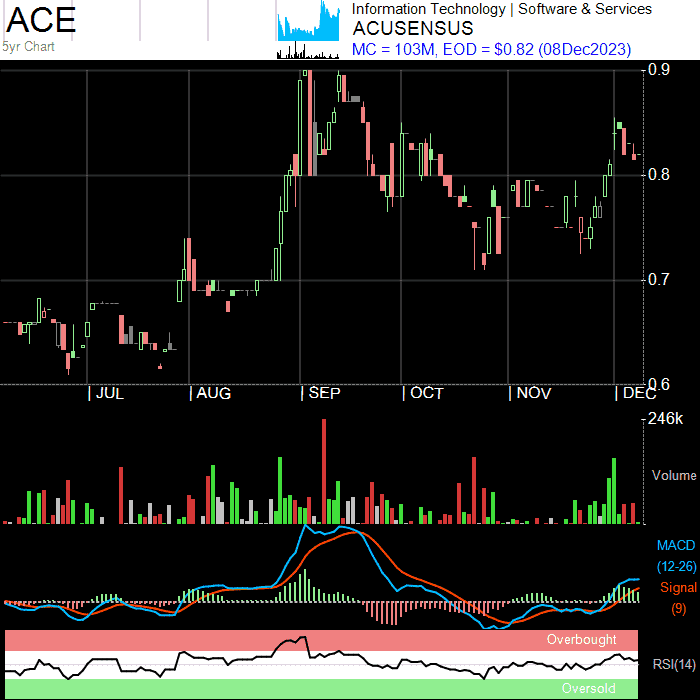 ACE
5yr Chart
Information Technology | Software & Services
ACUSENSUS
MC = 103M, EOD = $0.82 (08Dec2023)
0.9
0.8
0.7
0.6
| JUL | AUG | SEP | OCT | NOV | DEC
246k
Volume
MACD
(12-26)
Signal
(9)
Overbought
RSI(14)
Oversold